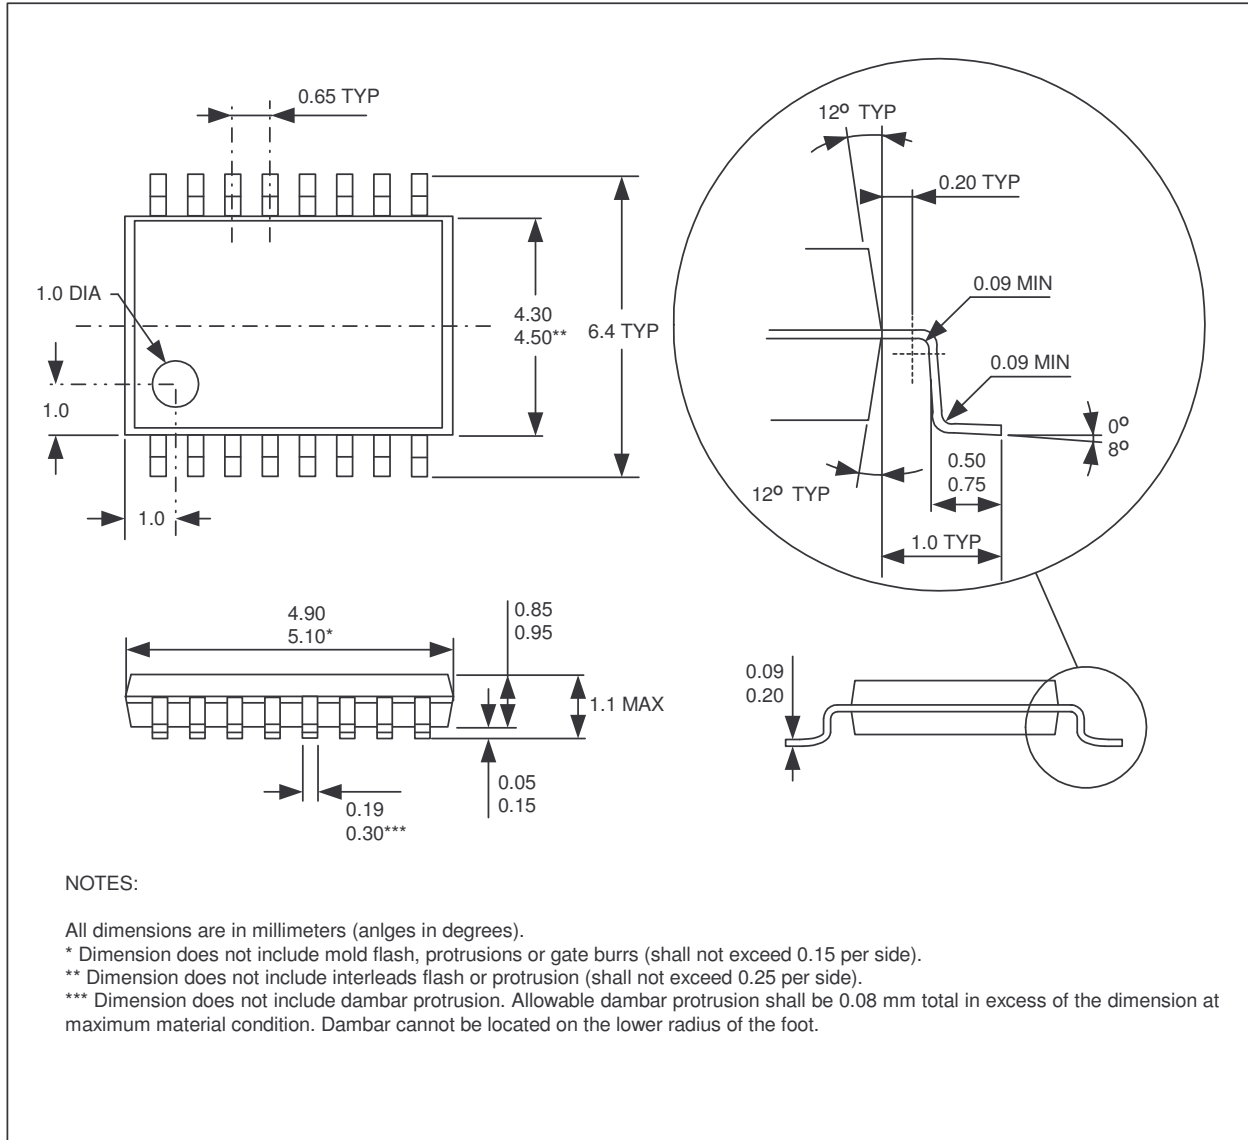 0.65 TYP
12º TYP
0.20 TYP
1.0 DIA
4.30
4.50**
6.4 TYP
0.09 MIN
0.09 MIN
1.0
0º
8º
0.50
0.75
12º TYP
1.0
1.0 TYP
4.90
5.10*
0.85
0.95
1.1 MAX
0.09
0.20
0.05
0.15
0.19
0.30***
NOTES:
All dimensions are in millimeters (anlges in degrees).
* Dimension does not include mold flash, protrusions or gate burrs (shall not exceed 0.15 per side).
** Dimension does not include interleads flash or protrusion (shall not exceed 0.25 per side).
*** Dimension does not include dambar protrusion. Allowable dambar protrusion shall be 0.08 mm total in excess of the dimension at
maximum material condition. Dambar cannot be located on the lower radius of the foot.